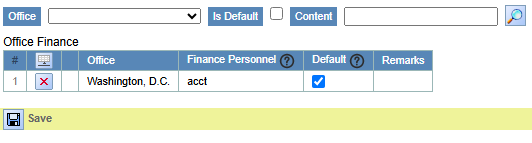 Office Is Default Content
Office Finance
# Office Finance Personnel ? Default ? Remarks
1 Washington, D.C. acct
Save